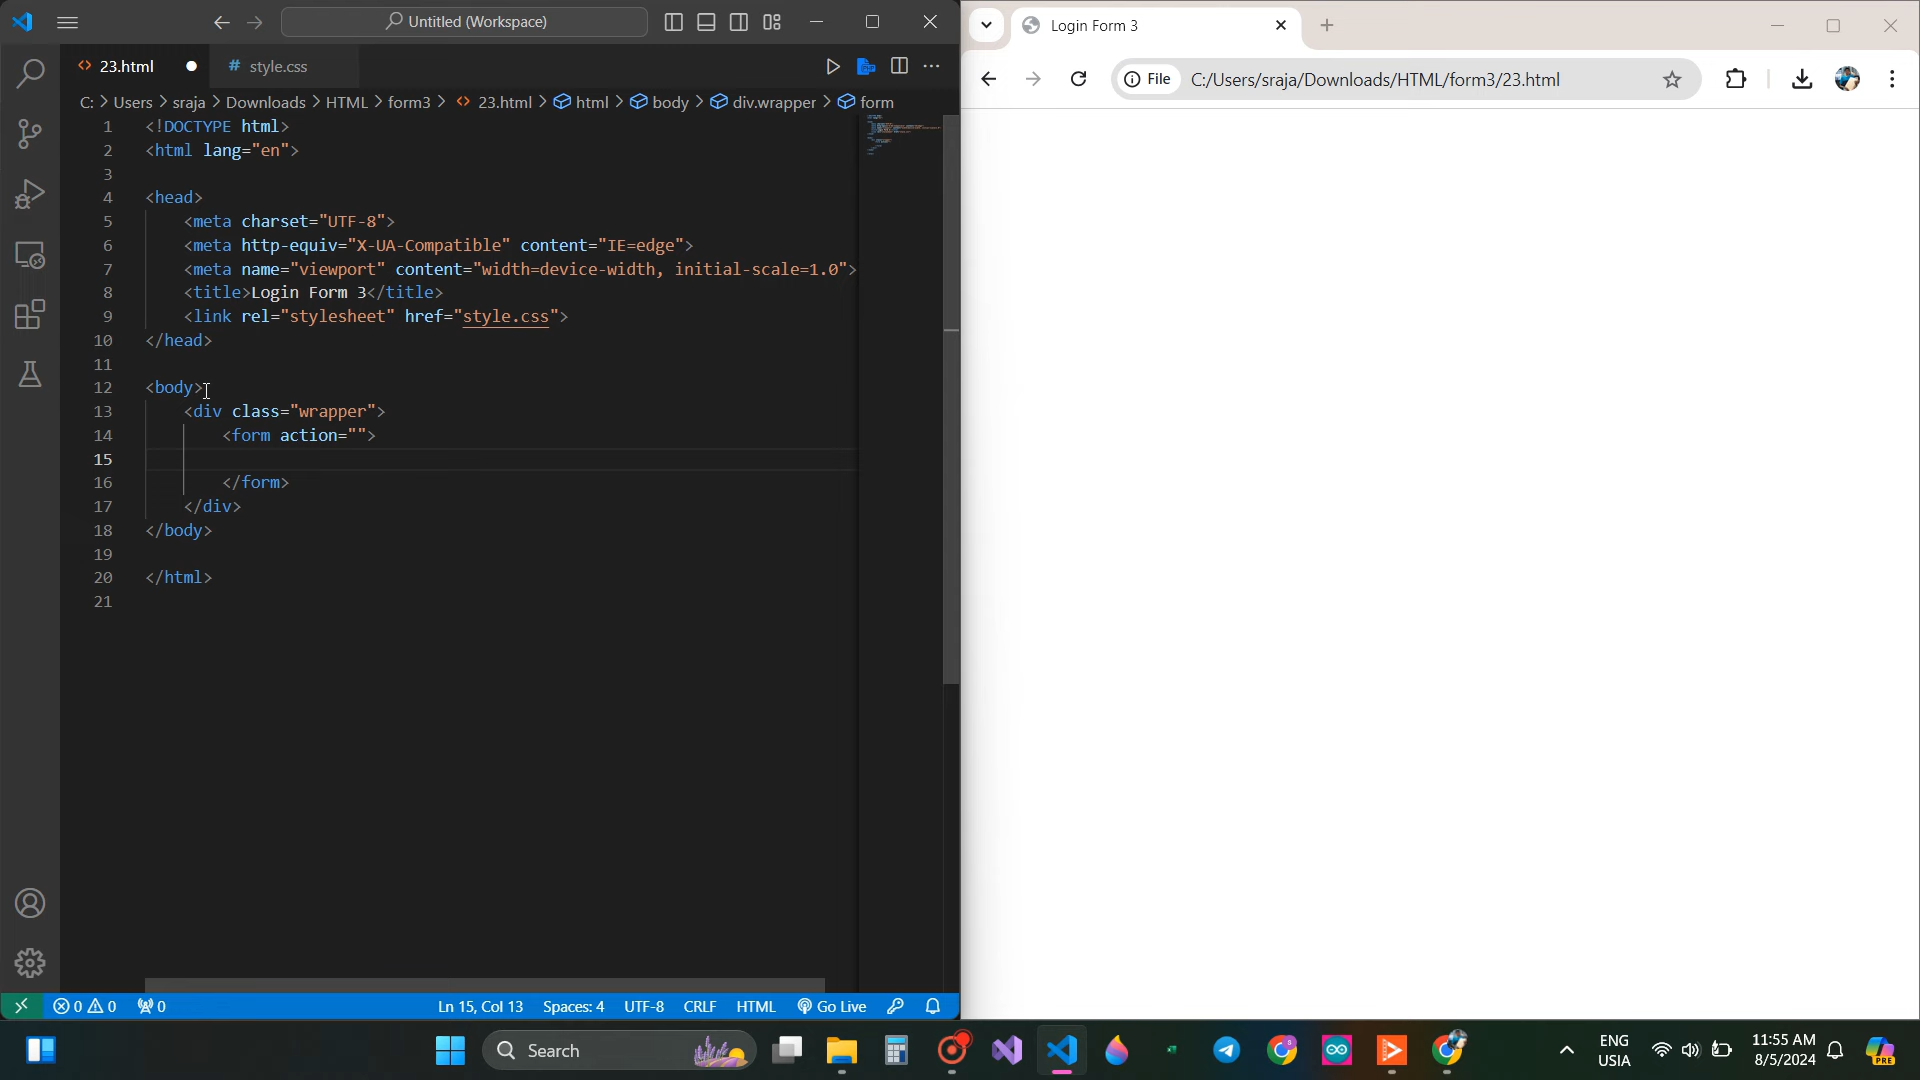 Untitled (Workspace)
23.html
style.css
C: > Users > sraja > Downloads > HTML > form3 > 23.html > html > body > div.wrapper > form
1 <!DOCTYPE html>
2 <html lang="en">
3
4 <head>
5 <meta charset="UTF-8">
6 <meta http-equiv="X-UA-Compatible" content="IE=edge">
7 <meta name="viewport" content="width=device-width, initial-scale=1.0">
8 <title>Login Form 3</title>
9 <link rel="stylesheet" href="style.css">
10 </head>
11
12 <body>
13 <div class="wrapper">
14 <form action="">
15
16 </form>
17 </div>
18 </body>
19
20 </html>
21
0 0 0 Ln 15, Col 13 Spaces: 4 UTF-8 CRLF HTML Go Live
Login Form 3
File C:/Users/sraja/Downloads/HTML/form3/23.html
Search
ENG
USIA
11:55 AM
8/5/2024
PRE